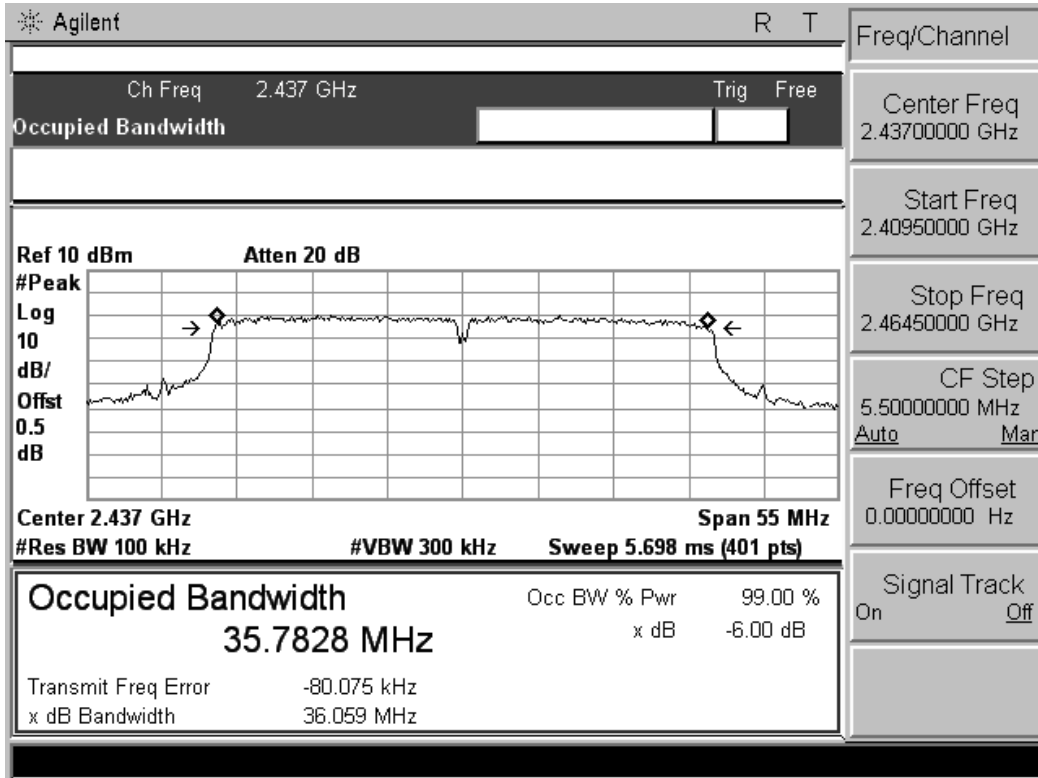 Agilent
R T
Ch Freq 2.437 GHz
Trig Free
Occupied Bandwidth
Ref 10 dBm
Atten 20 dB
#Peak
Log
10
dB/
Offst
0.5
dB
Center 2.437 GHz
Span 55 MHz
#Res BW 100 kHz
#VBW 300 kHz
Sweep 5.698 ms (401 pts)
Occupied Bandwidth
35.7828 MHz
Occ BW % Pwr 99.00 %
x dB -6.00 dB
Transmit Freq Error -80.075 kHz
x dB Bandwidth 36.059 MHz
Freq/Channel
Center Freq
2.43700000 GHz
Start Freq
2.40950000 GHz
Stop Freq
2.46450000 GHz
CF Step
5.50000000 MHz
Auto Man
Freq Offset
0.00000000 Hz
Signal Track
On Off